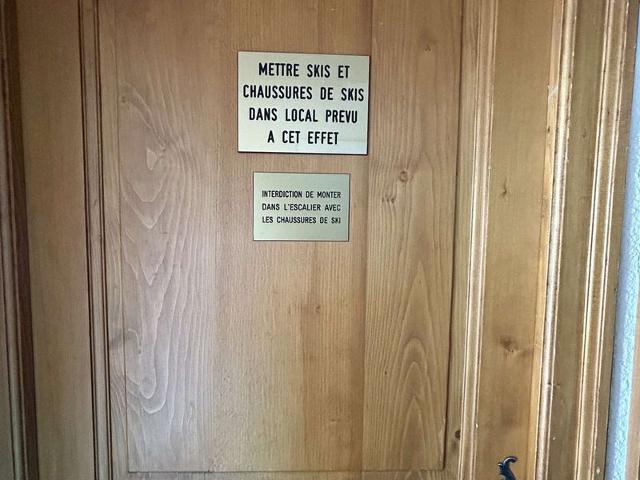 METTRE SKIS ET
CHAUSSURES DE SKIS
DANS LOCAL PREVU
A CET EFFET
INTERDICTION DE MONTER
DANS L'ESCALIER AVEC
LES CHAUSSURES DE SKI